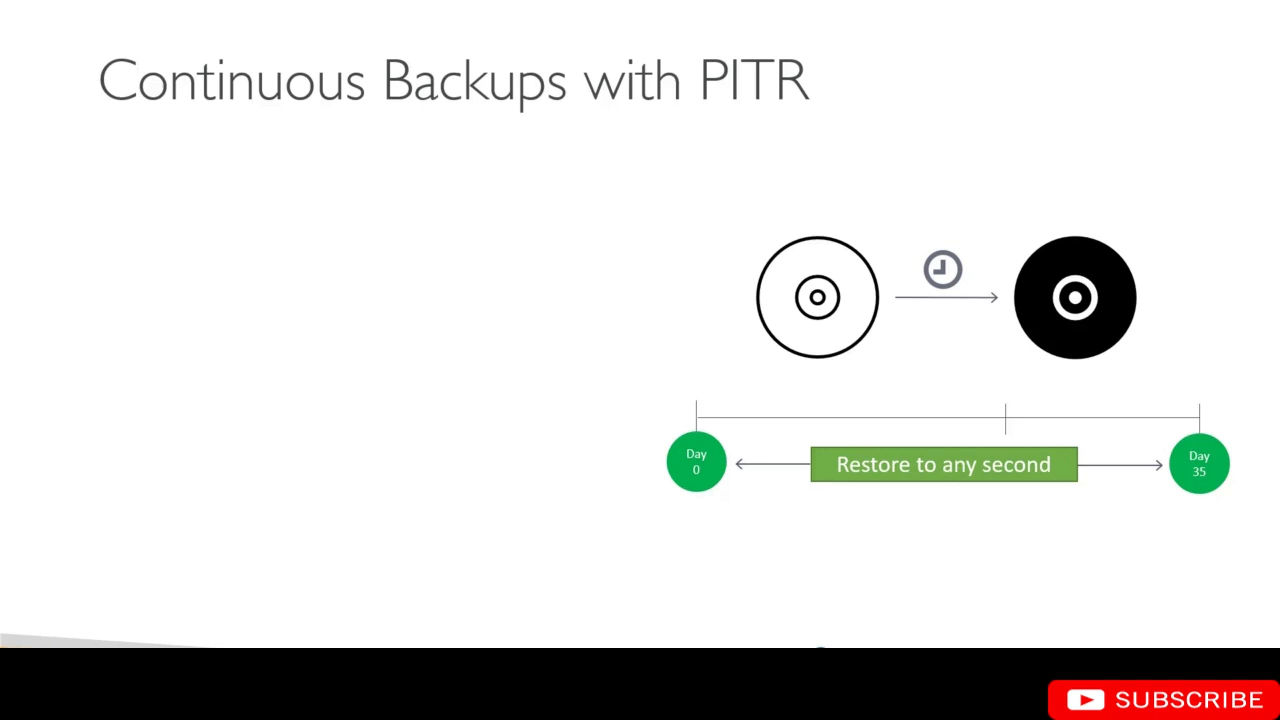 Continuous Backups with PITR
Day
0
Restore to any second
Day
35
SUBSCRIBE